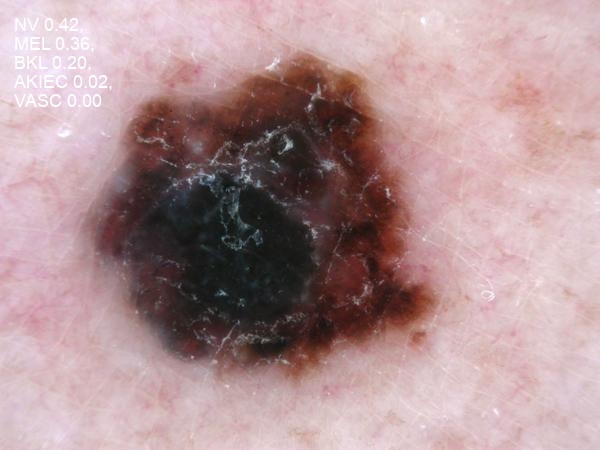 NV 0.42,
MEL 0.36,
BKL 0.20,
AKIEC 0.02,
VASC 0.00